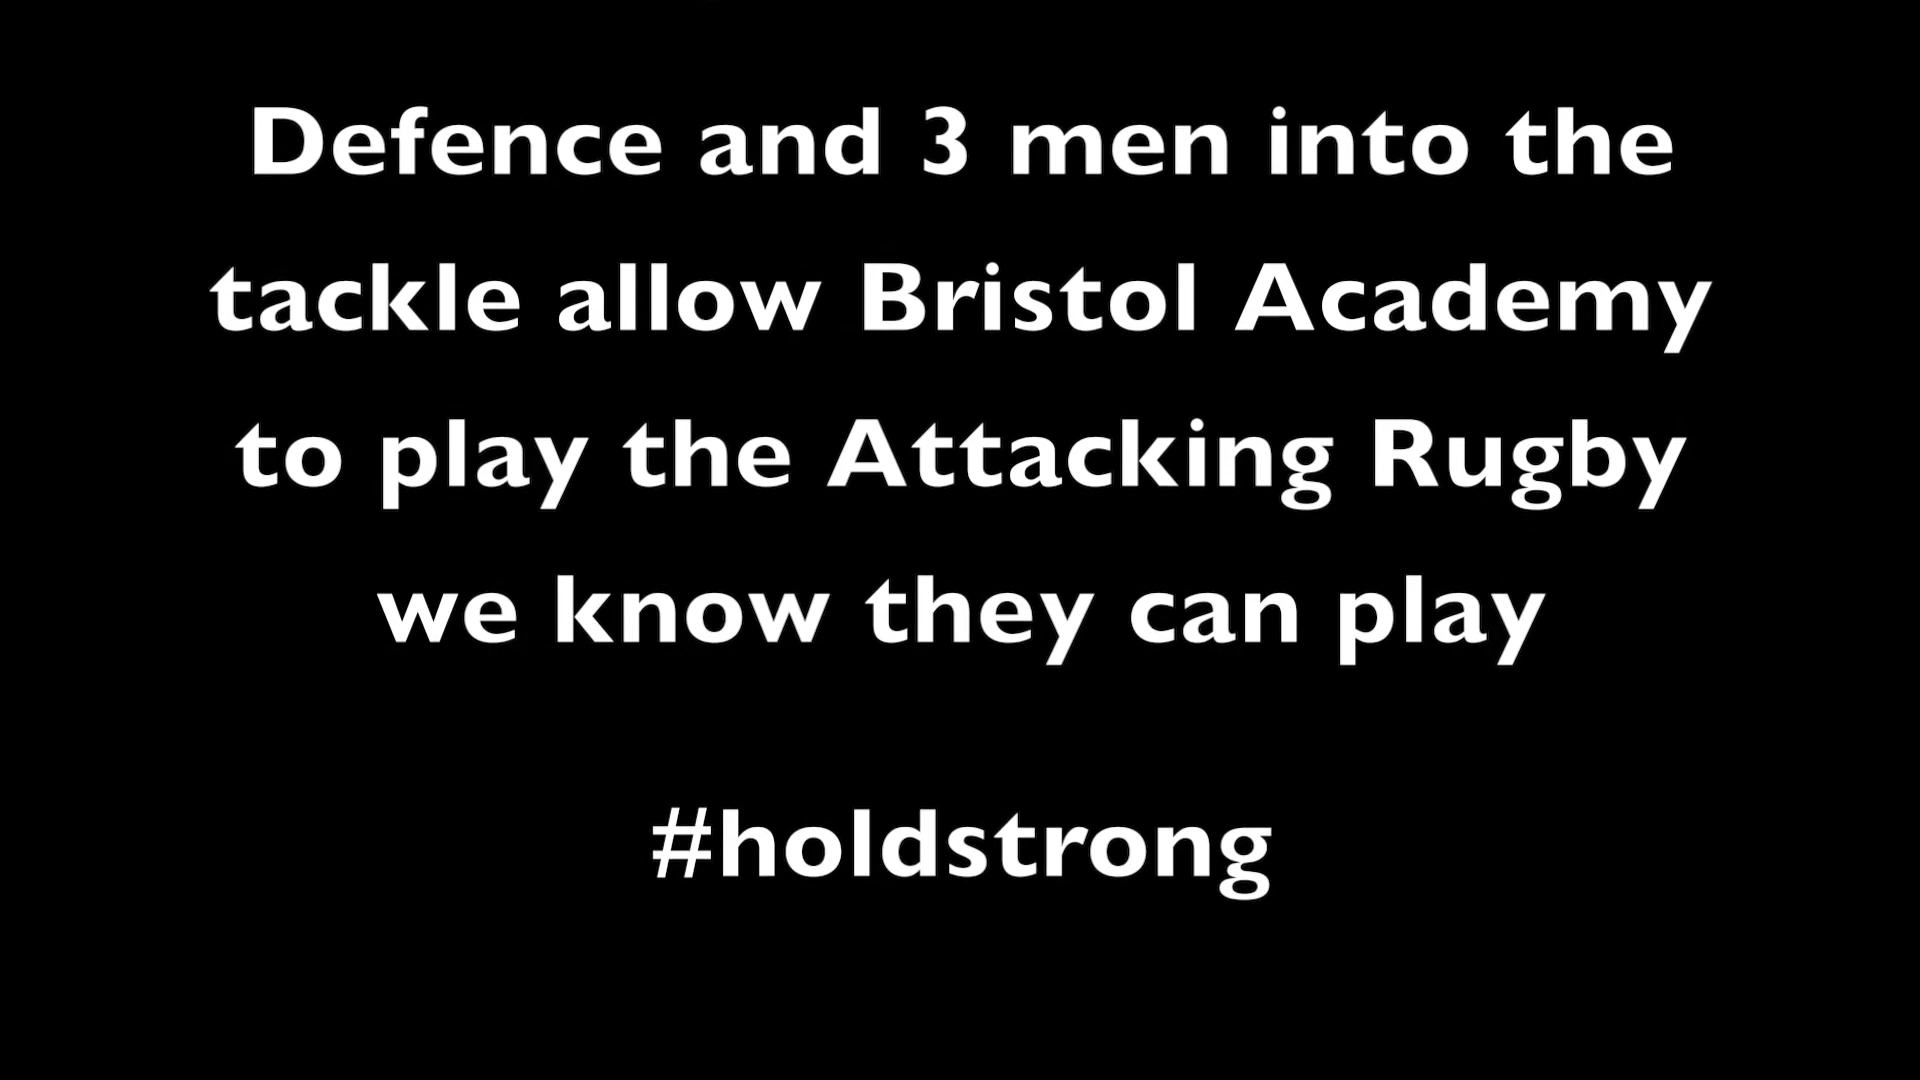 Defence and 3 men into the
tackle allow Bristol Academy
to play the Attacking Rugby
we know they can play
#holdstrong